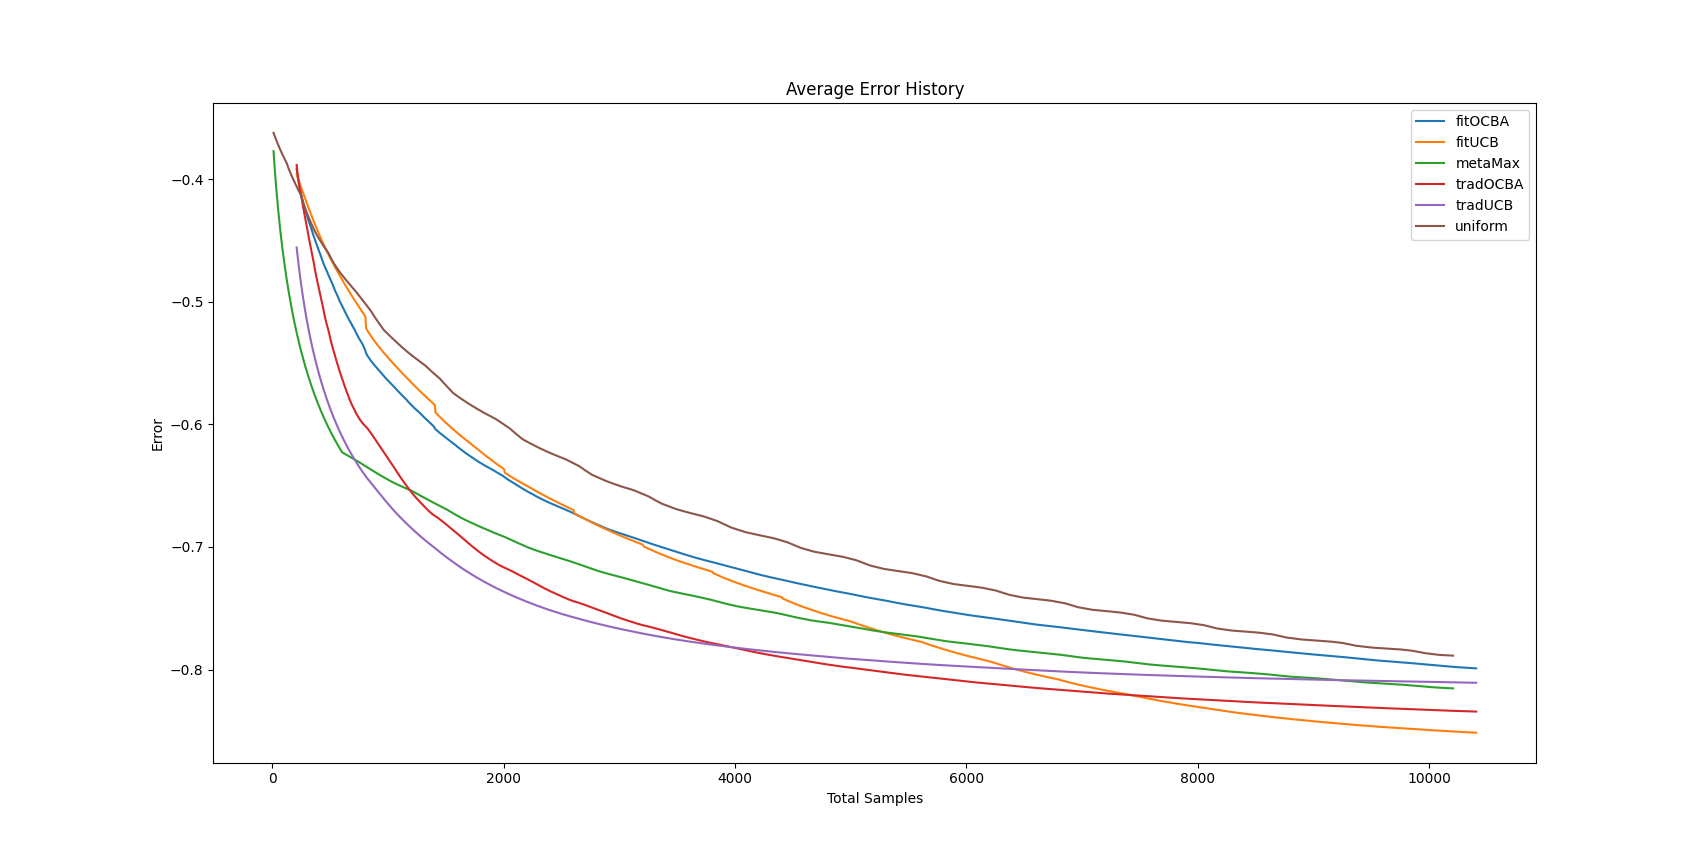 Average Error History
fitOCBA
fitUCB
metaMax
tradOCBA
tradUCB
uniform
Error
−0.4
−0.5
−0.6
−0.7
−0.8
0 2000 4000 6000 8000 10000
Total Samples